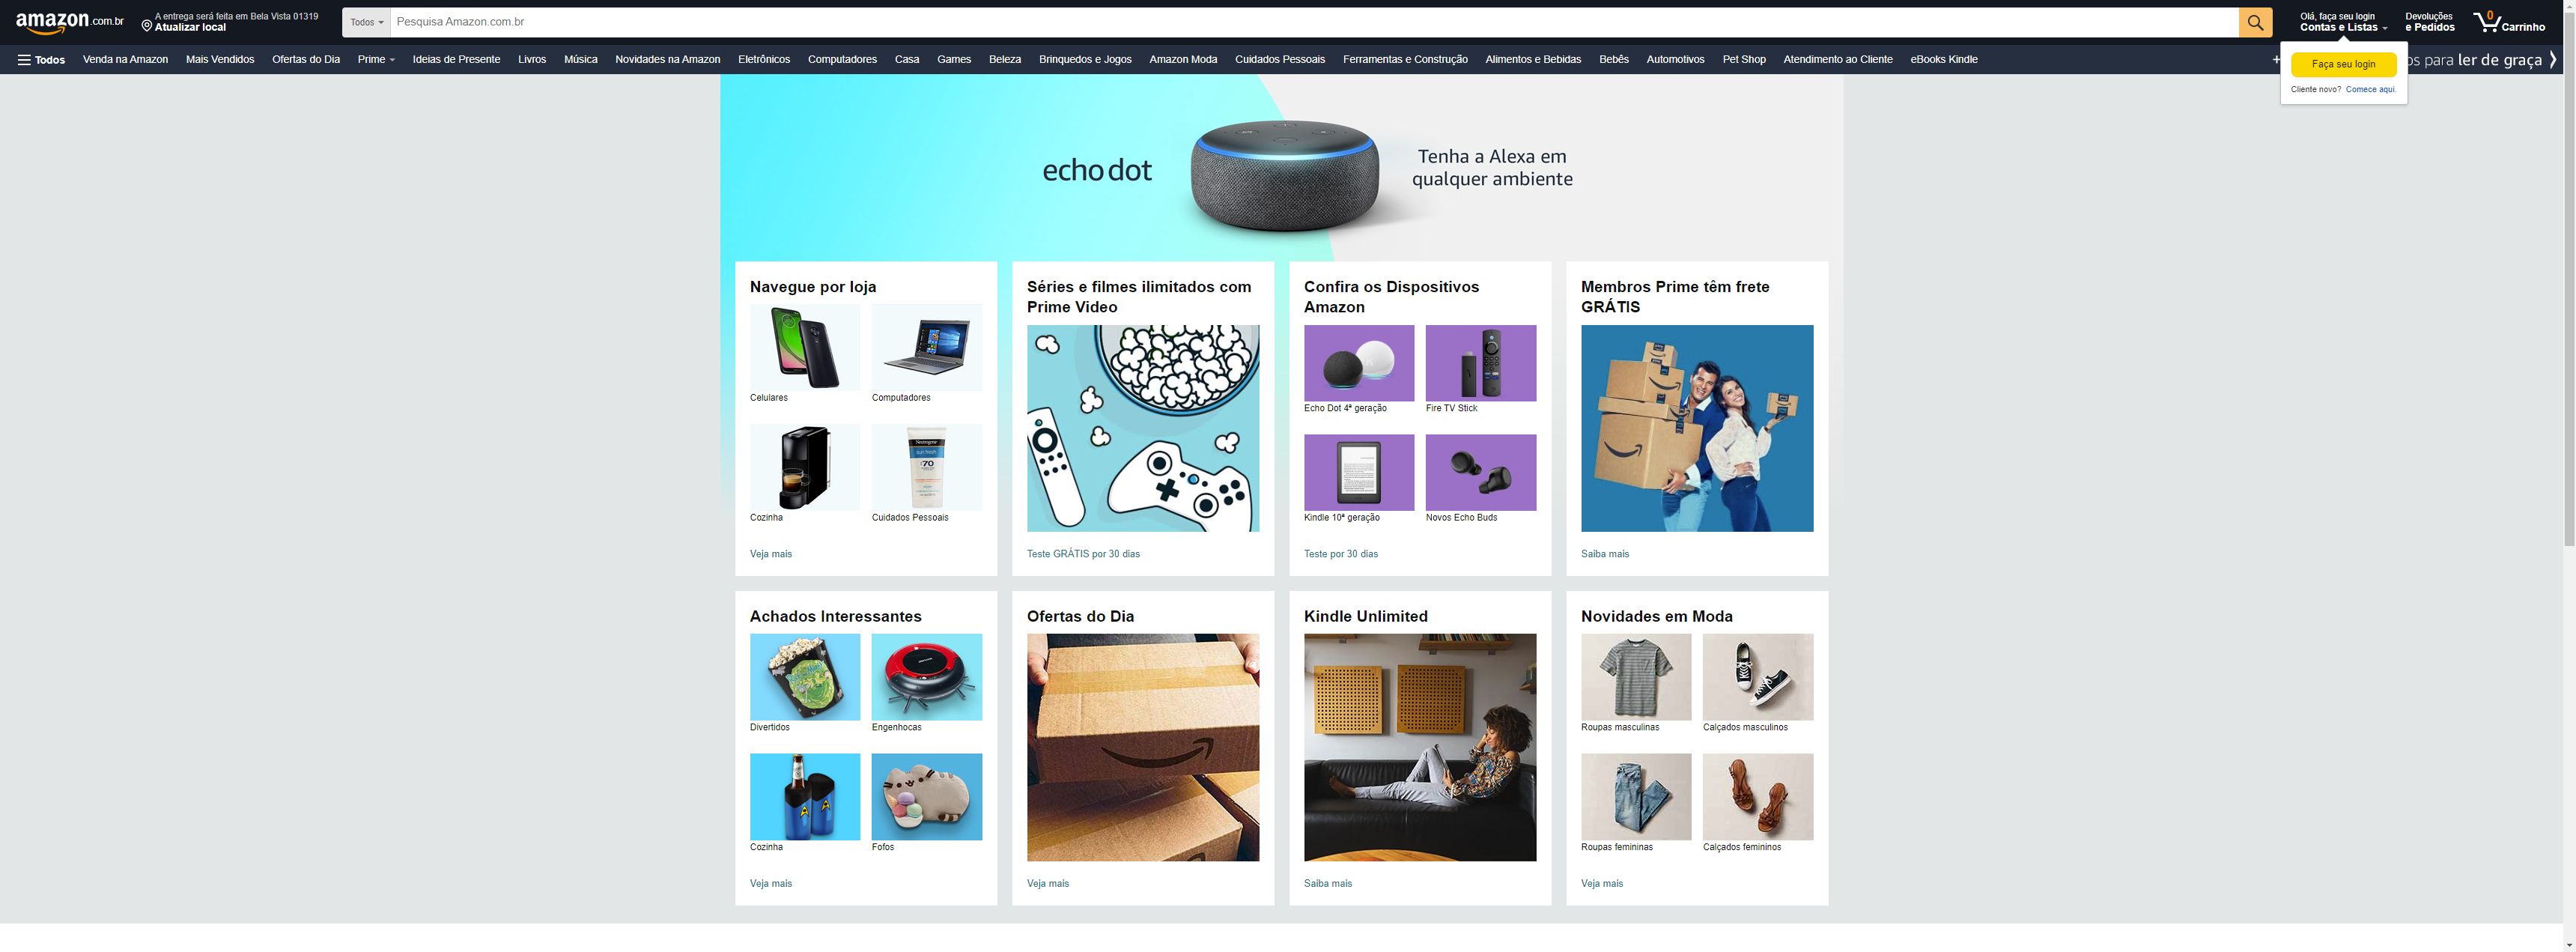 amazon.com.br
A entrega será feita em Bela Vista 01319
Atualizar local
Todos
Pesquisa Amazon.com.br
Olá, faça seu login
Contas e Listas
Devoluções
e Pedidos
0
Carrinho
Todos
Venda na Amazon
Mais Vendidos
Ofertas do Dia
Prime
Ideias de Presente
Livros
Música
Novidades na Amazon
Eletrônicos
Computadores
Casa
Games
Beleza
Brinquedos e Jogos
Amazon Moda
Cuidados Pessoais
Ferramentas e Construção
Alimentos e Bebidas
Bebês
Automotivos
Pet Shop
Atendimento ao Cliente
eBooks Kindle
+
os para ler de graça
Faça seu login
Cliente novo? Comece aqui.
echo dot
Tenha a Alexa em
qualquer ambiente
Navegue por loja
Celulares
Computadores
Neutrogena
sun fresh
70
Cozinha
Cuidados Pessoais
Veja mais
Séries e filmes ilimitados com
Prime Video
Teste GRÁTIS por 30 dias
Confira os Dispositivos
Amazon
Echo Dot 4ª geração
Fire TV Stick
Kindle 10ª geração
Novos Echo Buds
Teste por 30 dias
Membros Prime têm frete
GRÁTIS
Saiba mais
Achados Interessantes
Divertidos
Engenhocas
Cozinha
Fofos
Veja mais
Ofertas do Dia
Veja mais
Kindle Unlimited
Saiba mais
Novidades em Moda
Roupas masculinas
Calçados masculinos
Roupas femininas
Calçados femininos
Veja mais